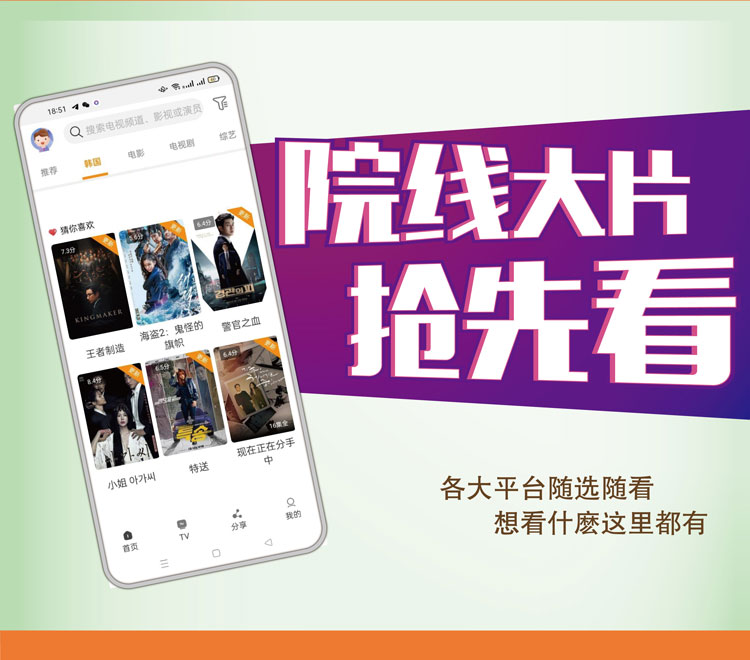 18:51
搜索电视频道、影视或演员
推荐 韩国 电影 电视剧 综艺
猜你喜欢
7.3分 更新
KINGMAKER
王者制造
5.6分 更新
海盗2：鬼怪的
旗帜
6.4分 更新
경관의 피
警官之血
8.4分 更新
아가씨
小姐 아가씨
6.5分 更新
특송
特送
6.4分 更新
16集全
现在正在分手
中
首页 TV 分享 我的
院线大片
抢先看
各大平台随选随看
想看什麽这里都有